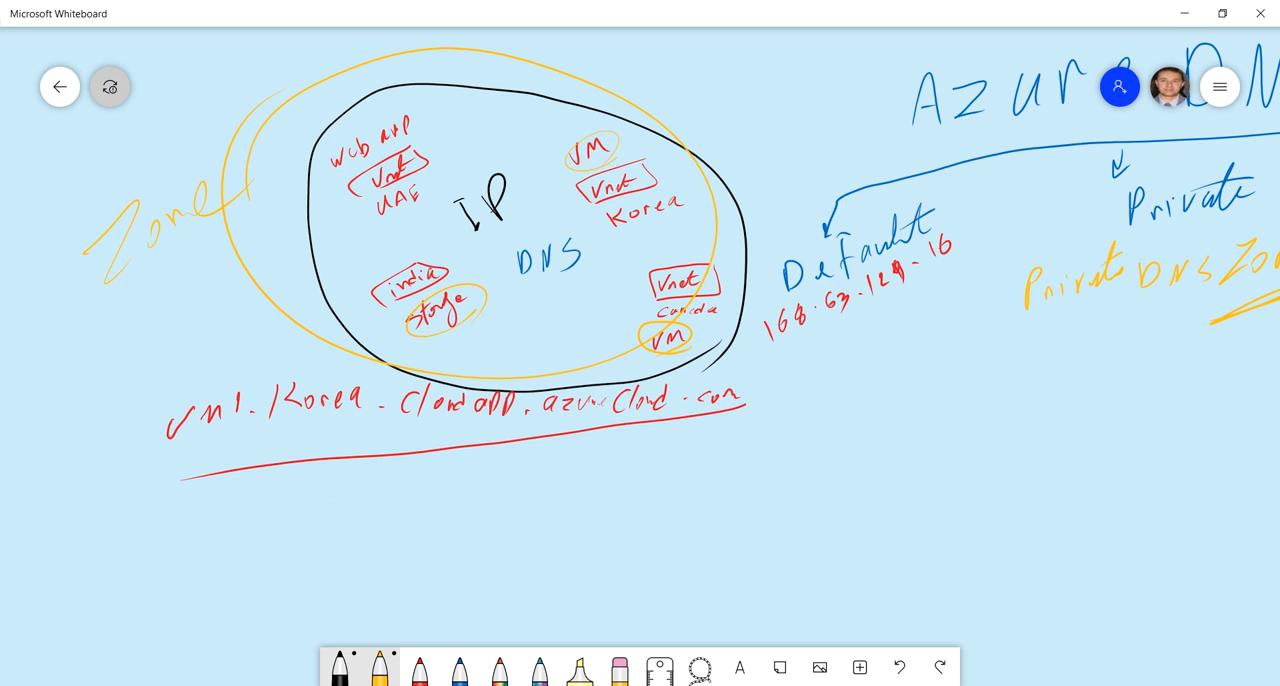 Microsoft Whiteboard
Azure DN
Web APP
Vnet
UAE
VM
Vnet
Korea
IP
DNS
Zone
india
storge
Vnet
Canada
VM
Default
168.63.129.16
Private
Private DNS Zon
vm1.Korea.Cloudapp.azureCloud.com
A